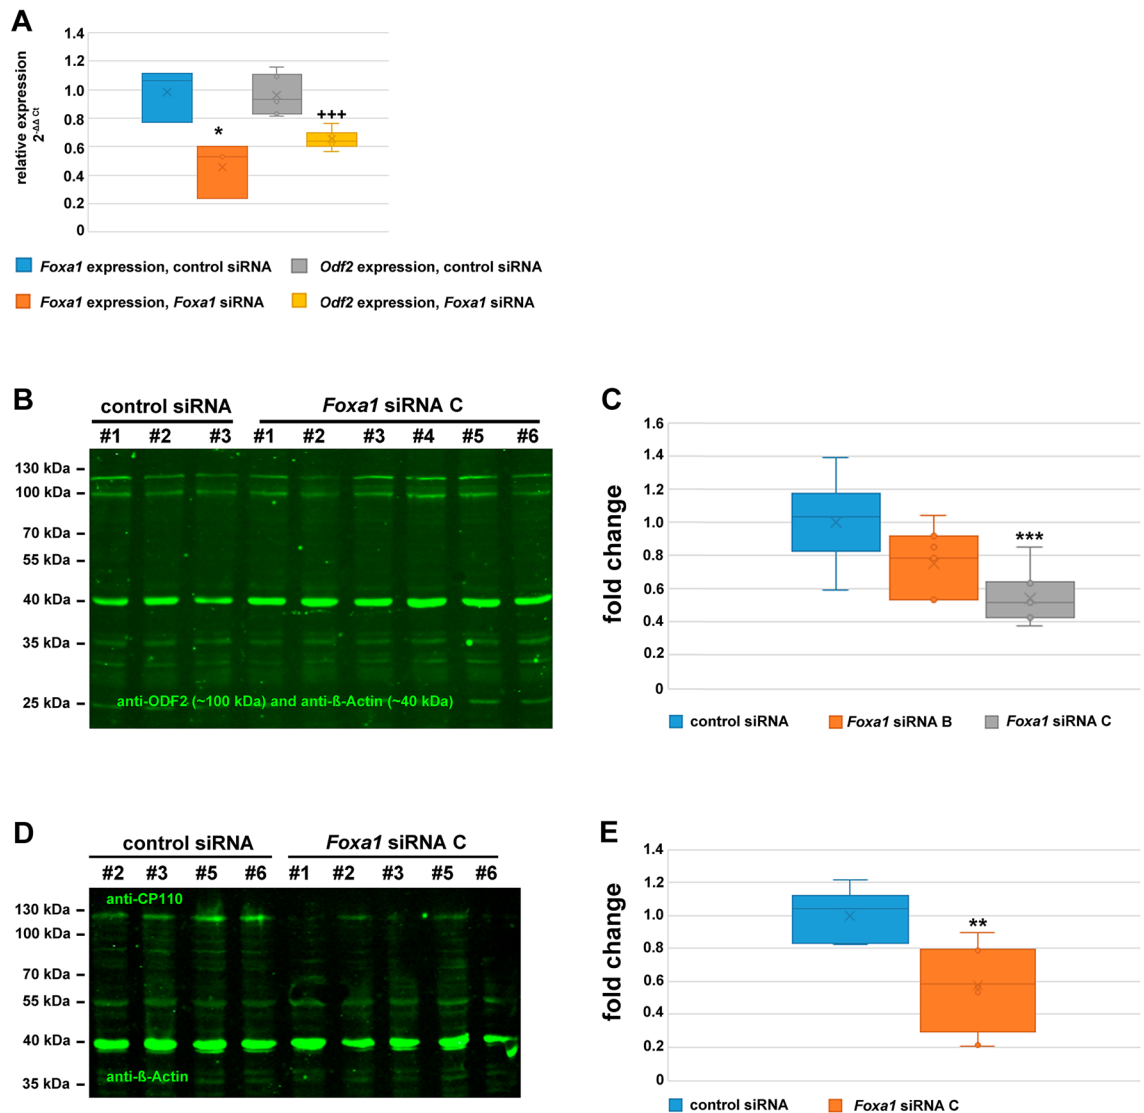 A
relative expression
2-ΔΔ Ct
1.4
1.2
1.0
0.8
0.6
0.4
0.2
0
*
+++
Foxa1 expression, control siRNA
Odf2 expression, control siRNA
Foxa1 expression, Foxa1 siRNA
Odf2 expression, Foxa1 siRNA
B
control siRNA
Foxa1 siRNA C
#1 #2 #3 #1 #2 #3 #4 #5 #6
130 kDa
100 kDa
70 kDa
55 kDa
40 kDa
35 kDa
25 kDa
anti-ODF2 (~100 kDa) and anti-ß-Actin (~40 kDa)
C
fold change
1.6
1.4
1.2
1.0
0.8
0.6
0.4
0.2
0
***
control siRNA
Foxa1 siRNA B
Foxa1 siRNA C
D
control siRNA
Foxa1 siRNA C
#2 #3 #5 #6 #1 #2 #3 #5 #6
anti-CP110
130 kDa
100 kDa
70 kDa
55 kDa
40 kDa
35 kDa
anti-ß-Actin
E
fold change
1.4
1.2
1.0
0.8
0.6
0.4
0.2
0
**
control siRNA
Foxa1 siRNA C